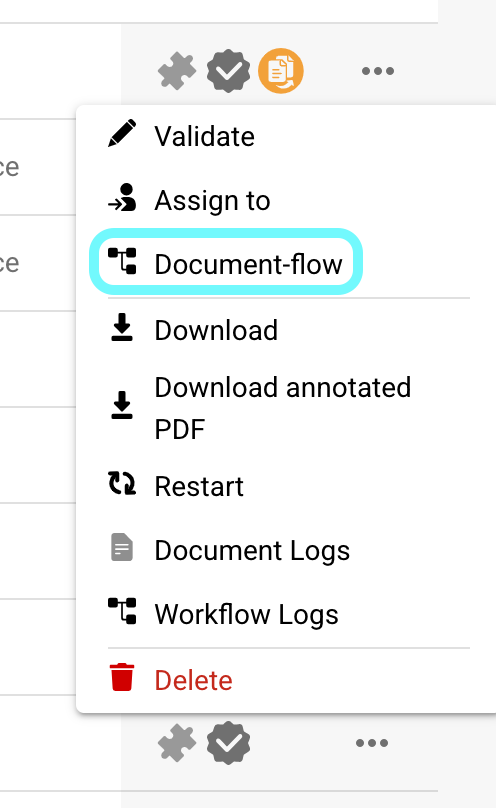 Validate
ce
Assign to
ce
Document-flow
Download
Download annotated
PDF
Restart
Document Logs
Workflow Logs
Delete